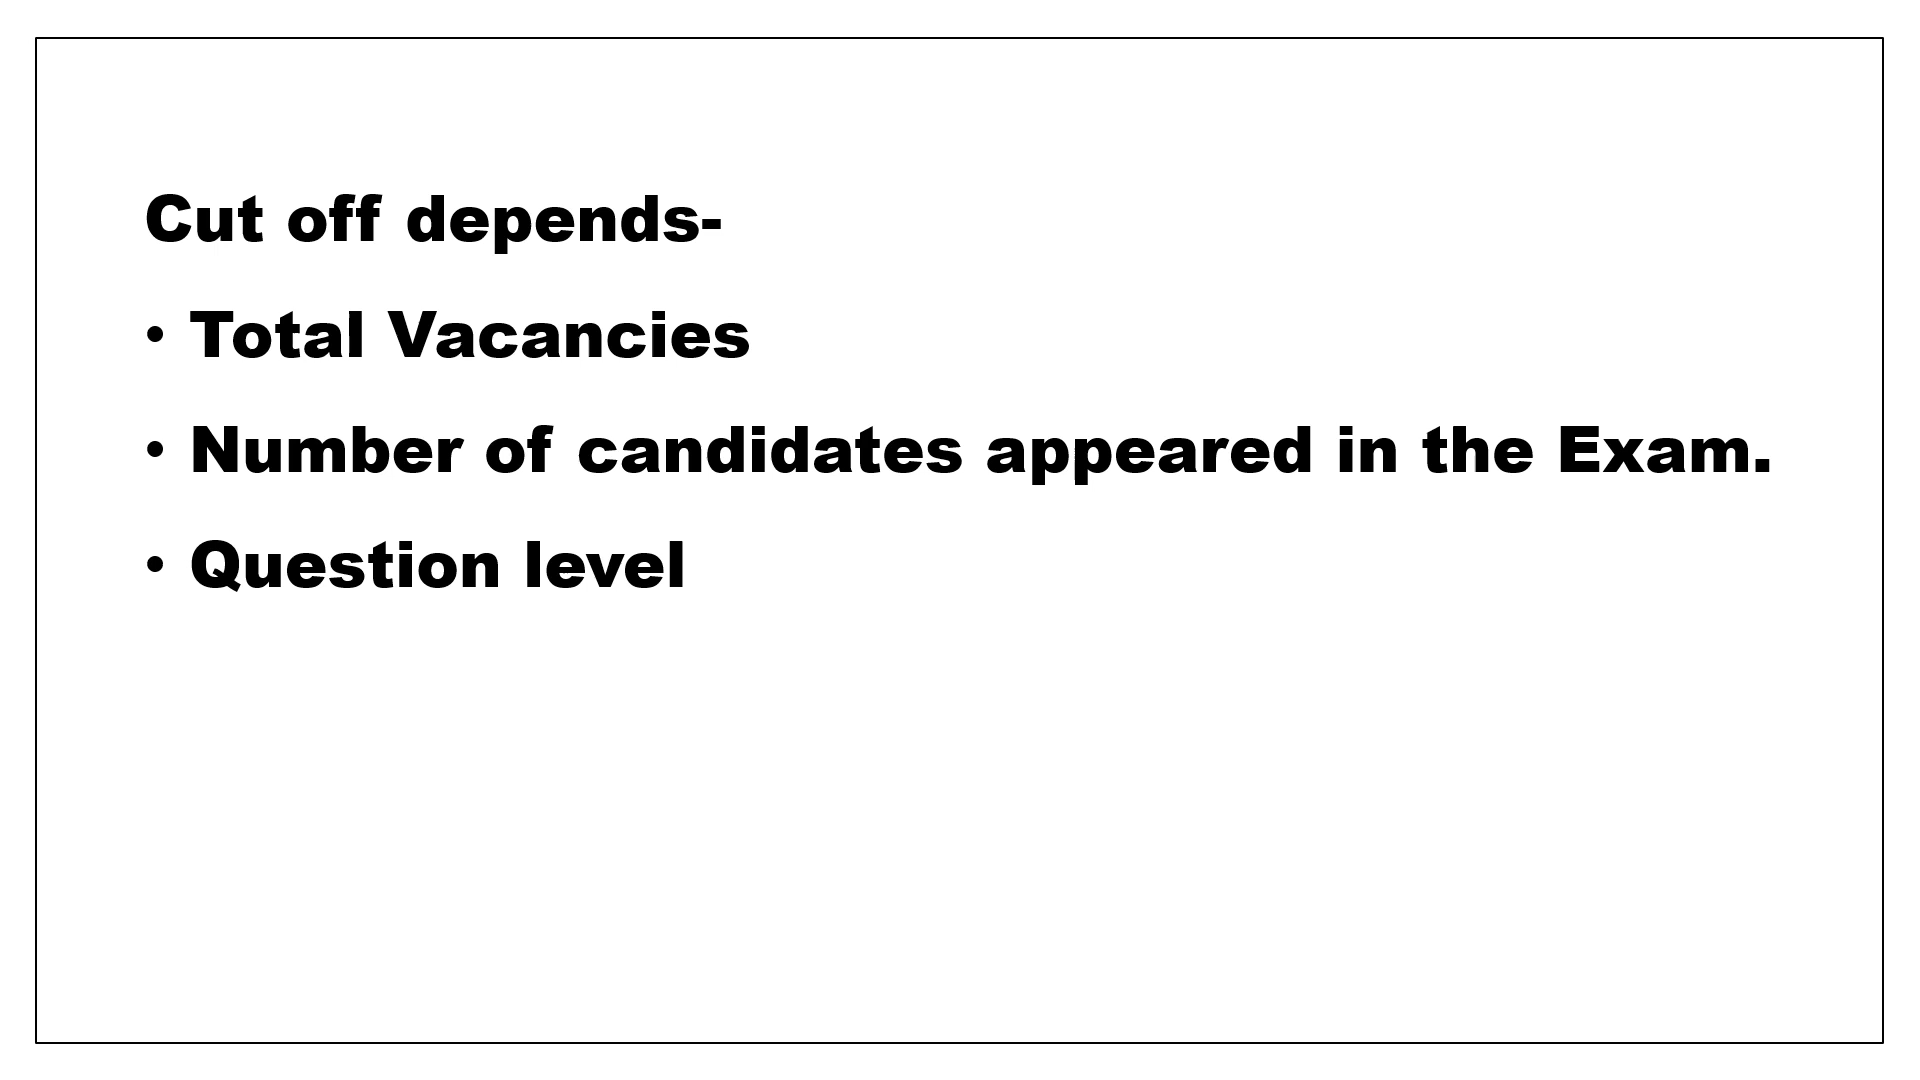 Cut off depends-
• Total Vacancies
• Number of candidates appeared in the Exam.
• Question level